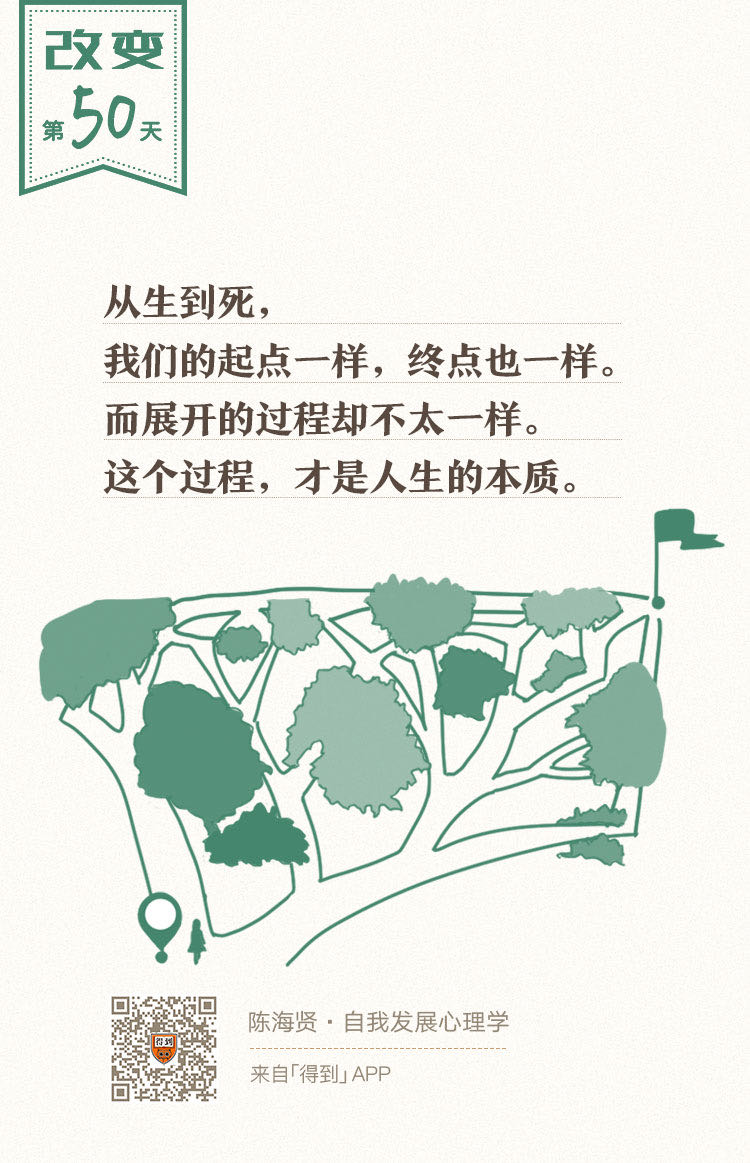 改变
第50天
从生到死，
我们的起点一样，终点也一样。
而展开的过程却不太一样。
这个过程，才是人生的本质。
得到
陈海贤·自我发展心理学
来自「得到」APP